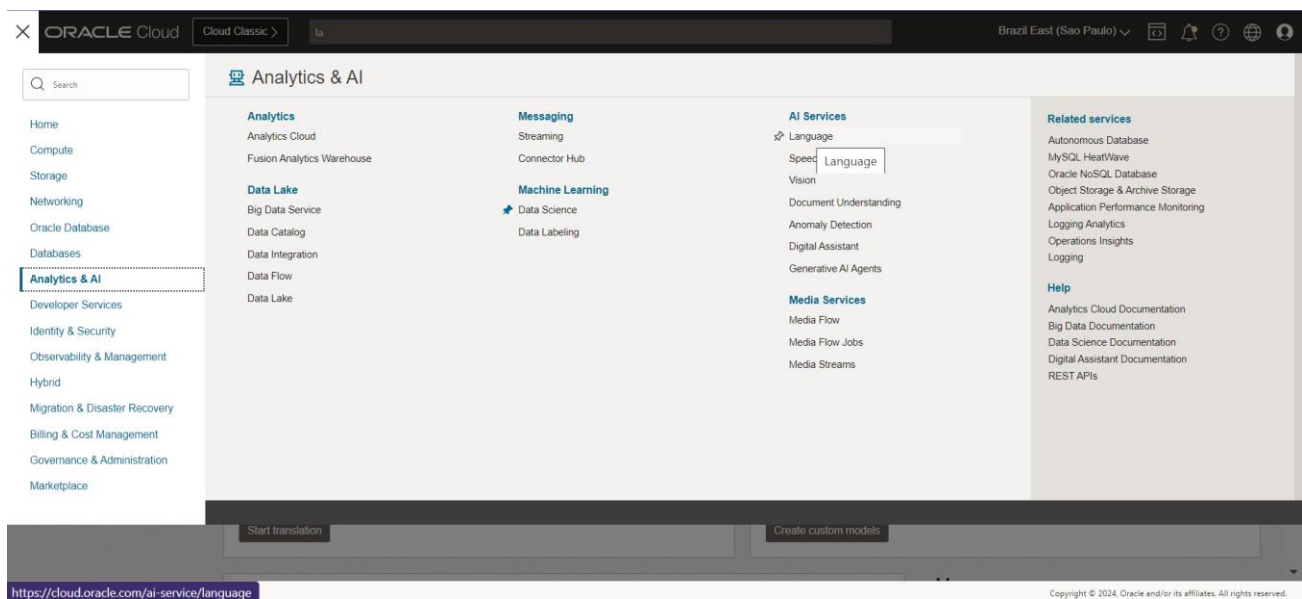 ORACLE Cloud
Cloud Classic >
la
Brazil East (Sao Paulo)
Search
Home
Compute
Storage
Networking
Oracle Database
Databases
Analytics & AI
Developer Services
Identity & Security
Observability & Management
Hybrid
Migration & Disaster Recovery
Billing & Cost Management
Governance & Administration
Marketplace
Analytics & AI
Analytics
Analytics Cloud
Fusion Analytics Warehouse
Data Lake
Big Data Service
Data Catalog
Data Integration
Data Flow
Data Lake
Messaging
Streaming
Connector Hub
Machine Learning
Data Science
Data Labeling
AI Services
Language
Language
Vision
Document Understanding
Anomaly Detection
Digital Assistant
Generative AI Agents
Media Services
Media Flow
Media Flow Jobs
Media Streams
Related services
Autonomous Database
MySQL HeatWave
Oracle NoSQL Database
Object Storage & Archive Storage
Application Performance Monitoring
Logging Analytics
Operations Insights
Logging
Help
Analytics Cloud Documentation
Big Data Documentation
Data Science Documentation
Digital Assistant Documentation
REST APIs
Start translation
Create custom models
https://cloud.oracle.com/ai-service/language
Copyright © 2024, Oracle and/or its affiliates. All rights reserved.